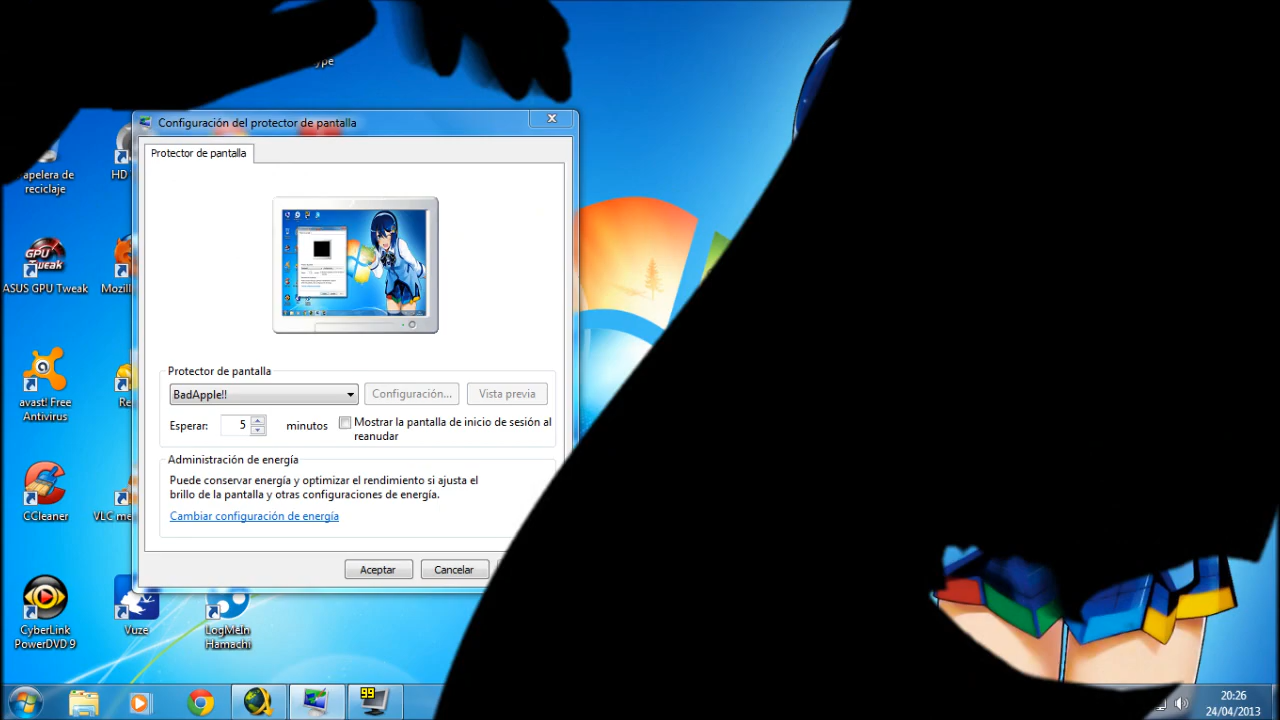 ype
Configuración del protector de pantalla
Protector de pantalla
apelera de
reciclaje
HD
GPU
Tweak
ASUS GPU Tweak
Mozill
Protector de pantalla
BadApple!!
Configuración...
Vista previa
Esperar:
5
minutos
Mostrar la pantalla de inicio de sesión al
reanudar
avast! Free
Antivirus
Re
Administración de energía
Puede conservar energía y optimizar el rendimiento si ajusta el
brillo de la pantalla y otras configuraciones de energía.
Cambiar configuración de energía
CCleaner
VLC me
Aceptar
Cancelar
CyberLink
PowerDVD 9
Vuze
LogMeIn
Hamachi
99
20:26
24/04/2013